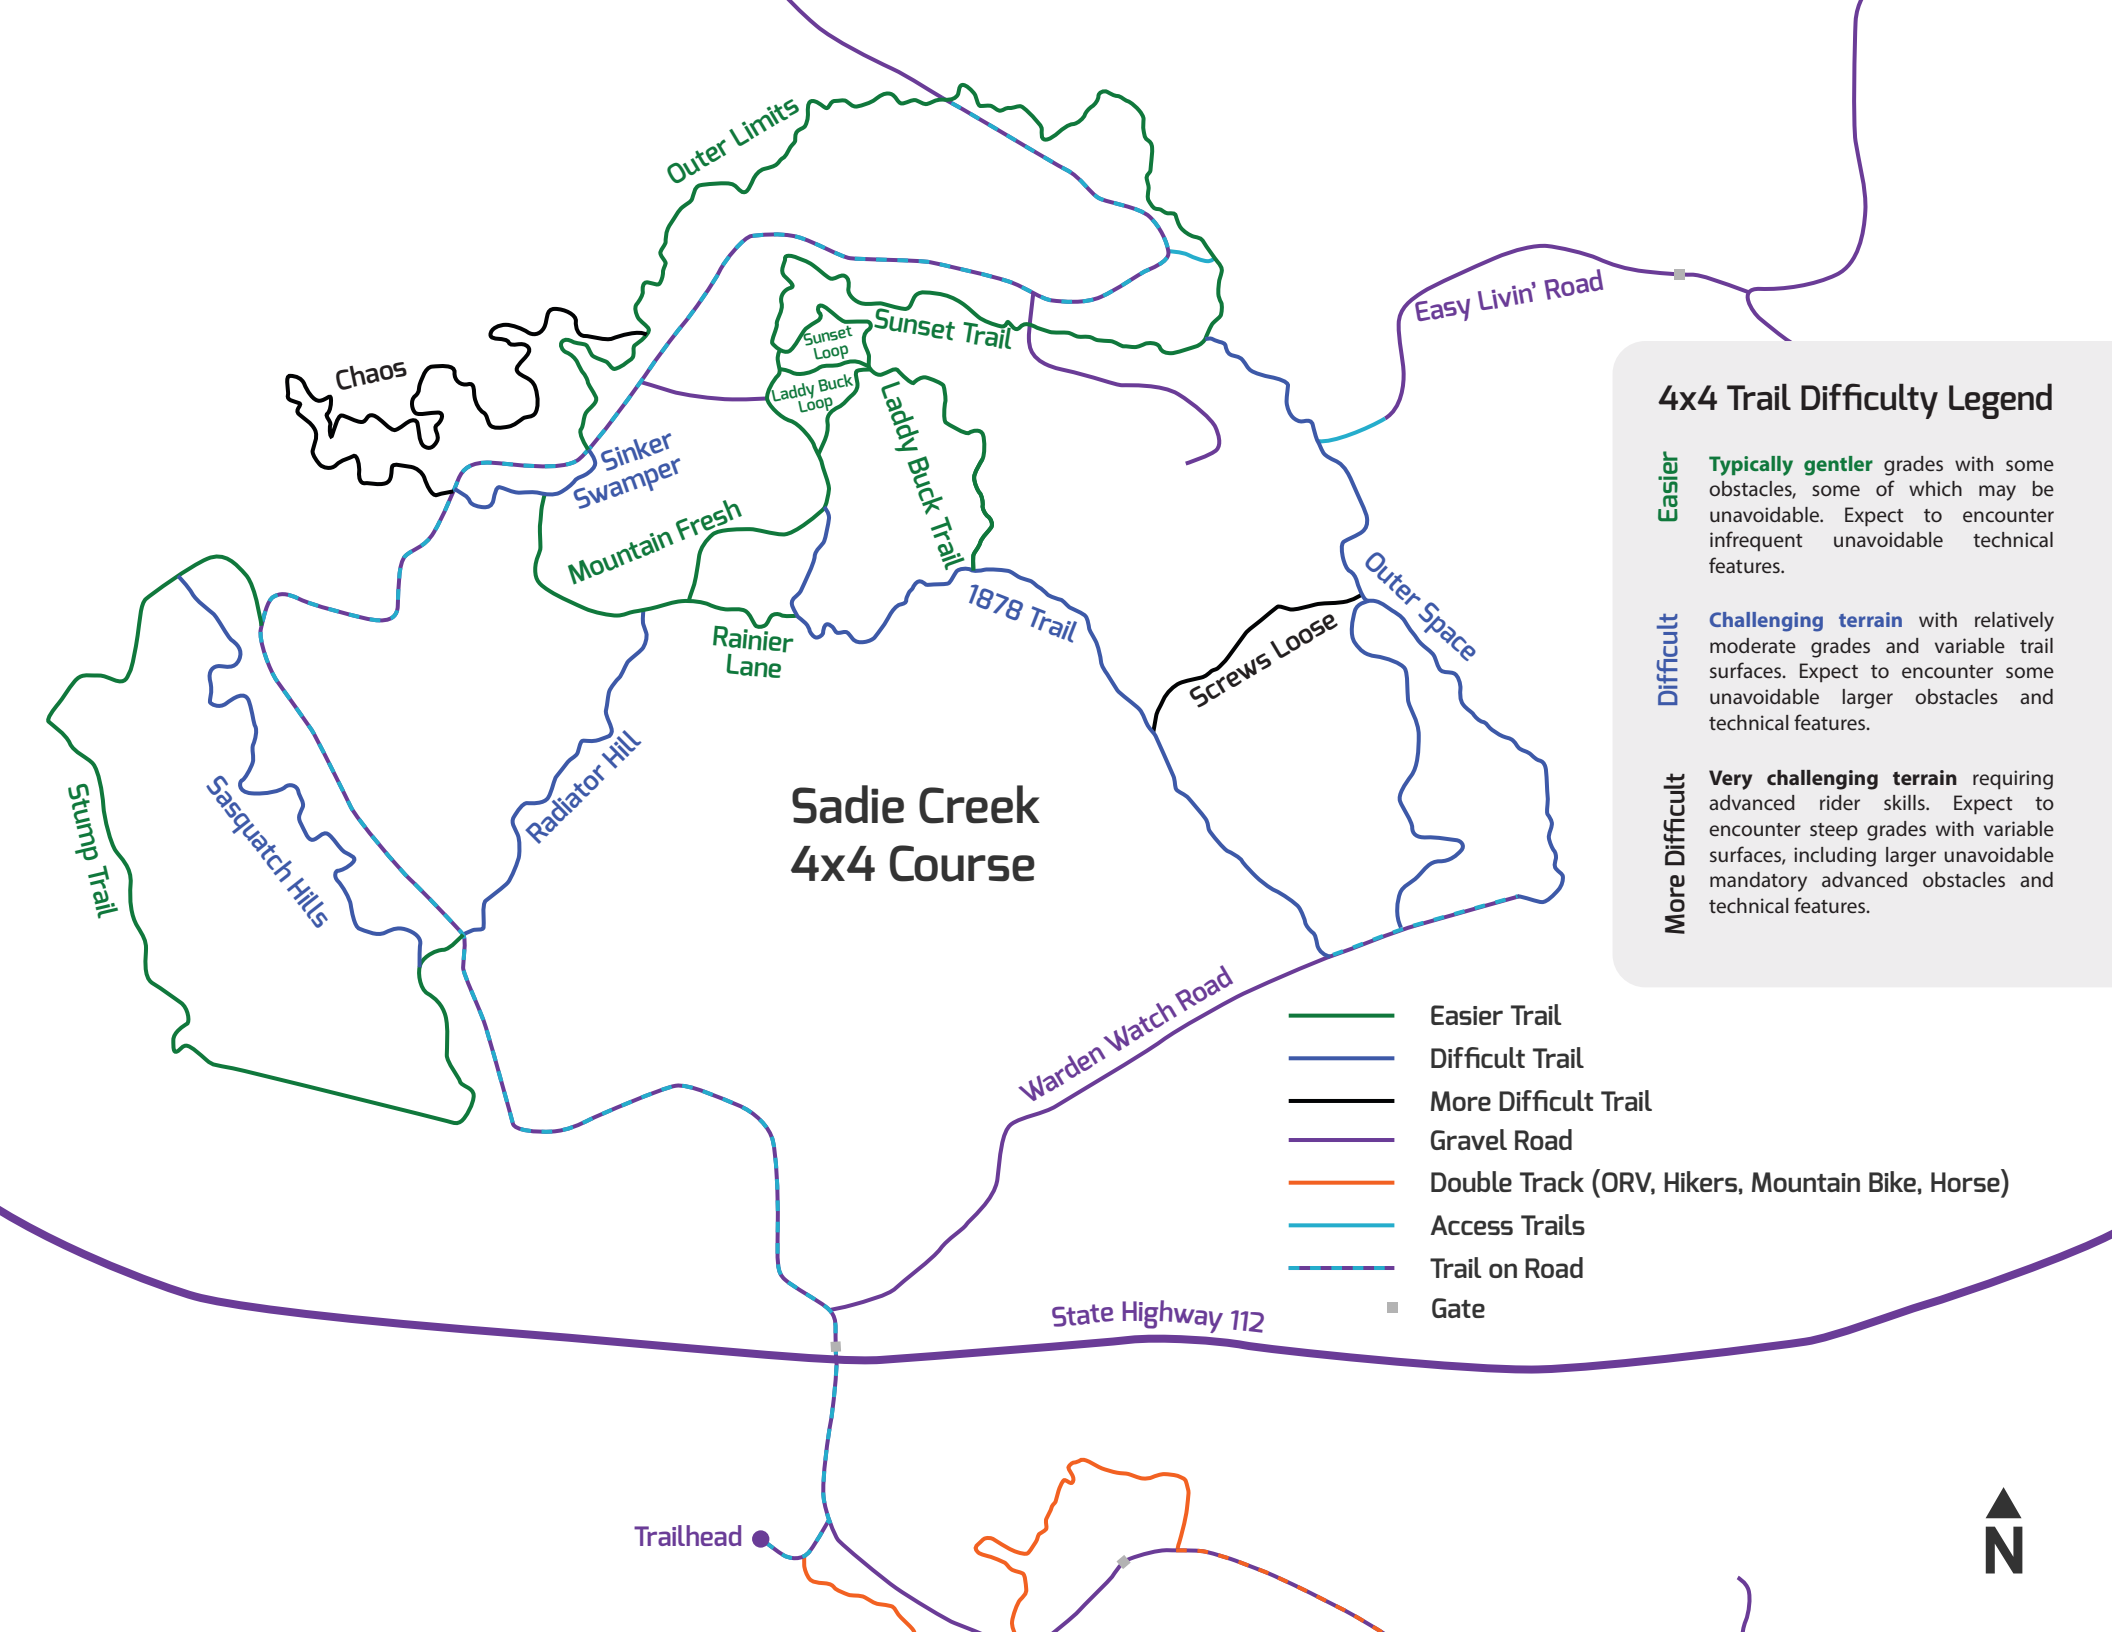 Outer Limits
Easy Livin' Road
Sunset Trail
Sunset
Loop
Chaos
Laddy Buck
Loop
Laddy Buck Trail
Sinker
Swamper
Mountain Fresh
1878 Trail
Outer Space
Rainier
Lane
Screws Loose
Radiator Hill
Stump Trail
Sasquatch Hills
Sadie Creek
4x4 Course
Warden Watch Road
State Highway 112
Trailhead
4x4 Trail Difficulty Legend
Easier
Typically gentler grades with some
obstacles, some of which may be
unavoidable. Expect to encounter
infrequent unavoidable technical
features.
Difficult
Challenging terrain with relatively
moderate grades and variable trail
surfaces. Expect to encounter some
unavoidable larger obstacles and
technical features.
More Difficult
Very challenging terrain requiring
advanced rider skills. Expect to
encounter steep grades with variable
surfaces, including larger unavoidable
mandatory advanced obstacles and
technical features.
Easier Trail
Difficult Trail
More Difficult Trail
Gravel Road
Double Track (ORV, Hikers, Mountain Bike, Horse)
Access Trails
Trail on Road
Gate
N